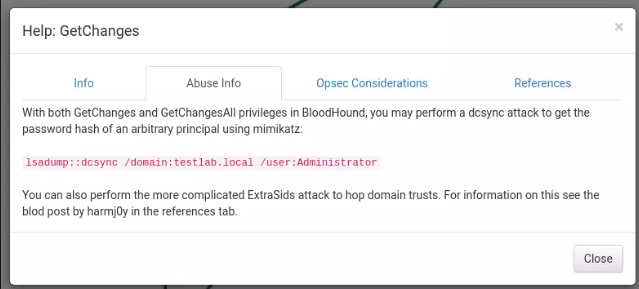 Help: GetChanges
×
Info
Abuse Info
Opsec Considerations
References
With both GetChanges and GetChangesAll privileges in BloodHound, you may perform a dcsync attack to get the
password hash of an arbitrary principal using mimikatz:
lsadump::dcsync /domain:testlab.local /user:Administrator
You can also perform the more complicated ExtraSids attack to hop domain trusts. For information on this see the
blod post by harmj0y in the references tab.
Close